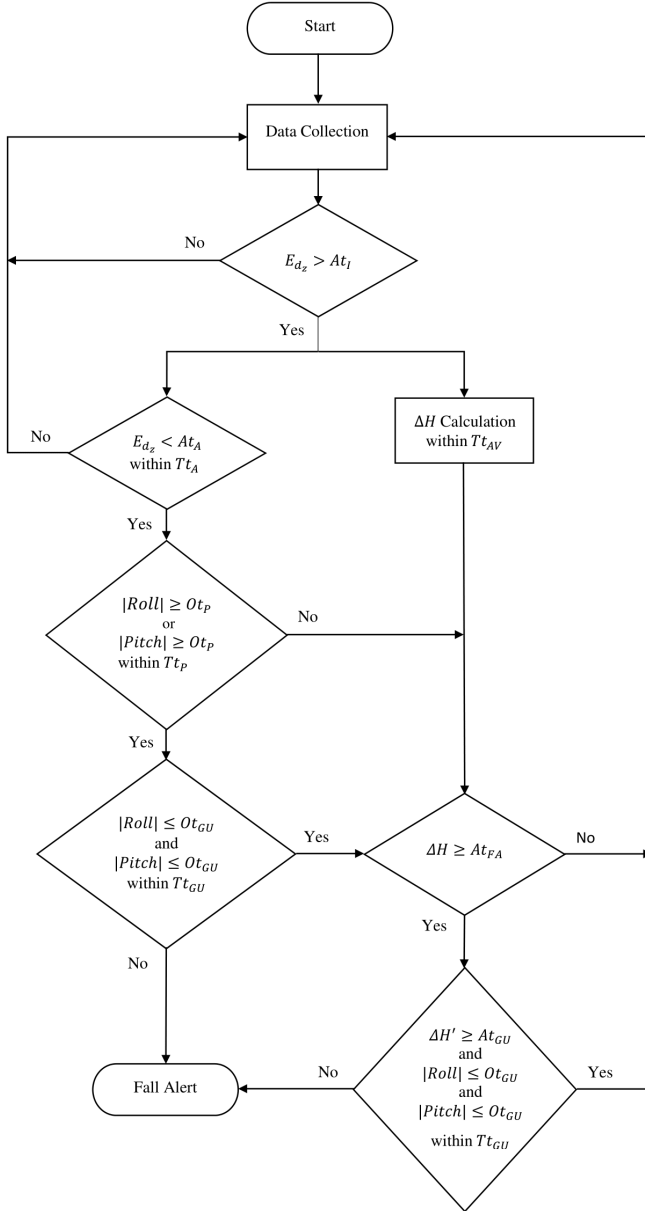 Start
Data Collection
No
E_{d_z} > At_I
Yes
No
E_{d_z} < At_A
within Tt_A
ΔH Calculation
within Tt_{AV}
Yes
|Roll| ≥ Ot_P
or
|Pitch| ≥ Ot_P
within Tt_P
No
Yes
|Roll| ≤ Ot_{GU}
and
|Pitch| ≤ Ot_{GU}
within Tt_{GU}
Yes
ΔH ≥ At_{FA}
No
Yes
No
ΔH′ ≥ At_{GU}
and
|Roll| ≤ Ot_{GU}
and
|Pitch| ≤ Ot_{GU}
within Tt_{GU}
Fall Alert
No
Yes